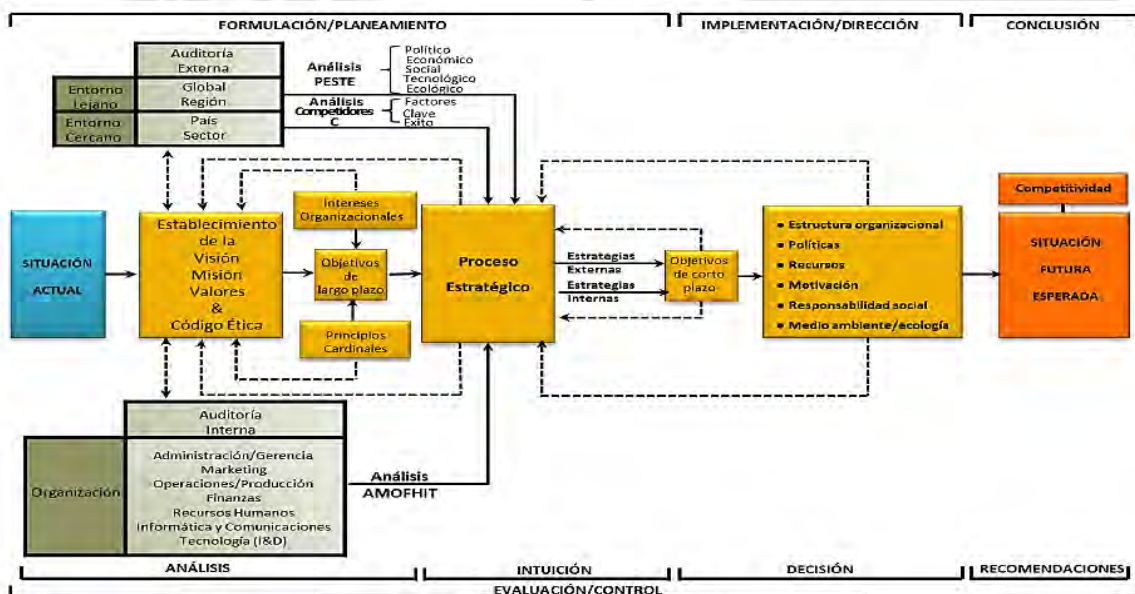 FORMULACIÓN/PLANEAMIENTO
IMPLEMENTACIÓN/DIRECCIÓN
CONCLUSIÓN
Auditoría
Externa
Entorno
Lejano
Global
Región
Entorno
Cercano
País
Sector
Análisis
PESTE
Político
Económico
Social
Tecnológico
Ecológico
Análisis
Competidores
C
Factores
Clave
Éxito
SITUACIÓN
ACTUAL
Establecimiento
de la
Visión
Misión
Valores
&
Código Ética
Intereses
Organizacionales
Objetivos
de
largo plazo
Principios
Cardinales
Proceso
Estratégico
Estrategias
Externas
Estrategias
Internas
Objetivos
de corto
plazo
• Estructura organizacional
• Políticas
• Recursos
• Motivación
• Responsabilidad social
• Medio ambiente/ecología
Competitividad
SITUACIÓN
FUTURA
ESPERADA
Auditoría
Interna
Organización
Administración/Gerencia
Marketing
Operaciones/Producción
Finanzas
Recursos Humanos
Informática y Comunicaciones
Tecnología (I&D)
Análisis
AMOFHIT
ANÁLISIS
INTUICIÓN
DECISIÓN
RECOMENDACIONES
EVALUACIÓN/CONTROL